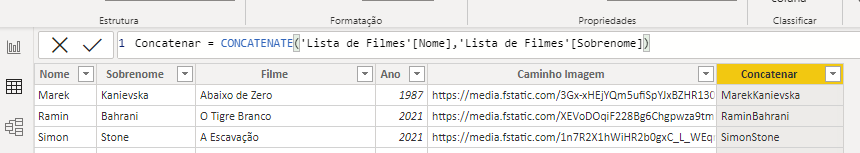 Estrutura Formatação Propriedades Classificar
1 Concatenar = CONCATENATE('Lista de Filmes'[Nome],'Lista de Filmes'[Sobrenome])
Nome Sobrenome Filme Ano Caminho Imagem Concatenar
Marek Kanievska Abaixo de Zero 1987 https://media.fstatic.com/3Gx-xHEjYQm5ufiSpYJxBZHR130 MarekKanievska
Ramin Bahrani O Tigre Branco 2021 https://media.fstatic.com/XEVoDOqiF228Bg6Chgpwza9tm RaminBahrani
Simon Stone A Escavação 2021 https://media.fstatic.com/1n7R2X1hWiHR2b0gxC_L_WEq SimonStone